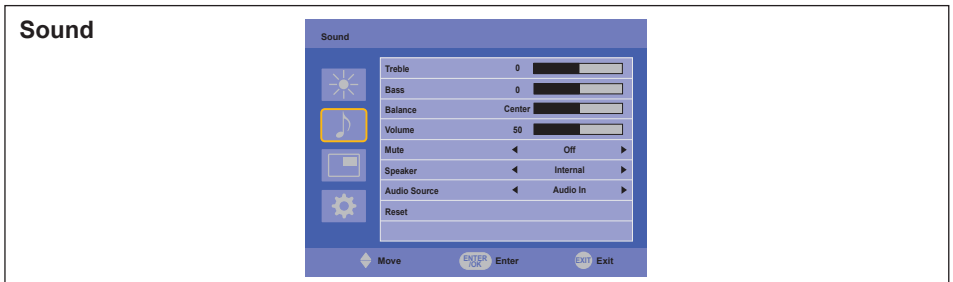 Sound
Sound
Treble 0
Bass 0
Balance Center
Volume 50
Mute Off
Speaker Internal
Audio Source Audio In
Reset
Move ENTER /OK Enter EXIT Exit